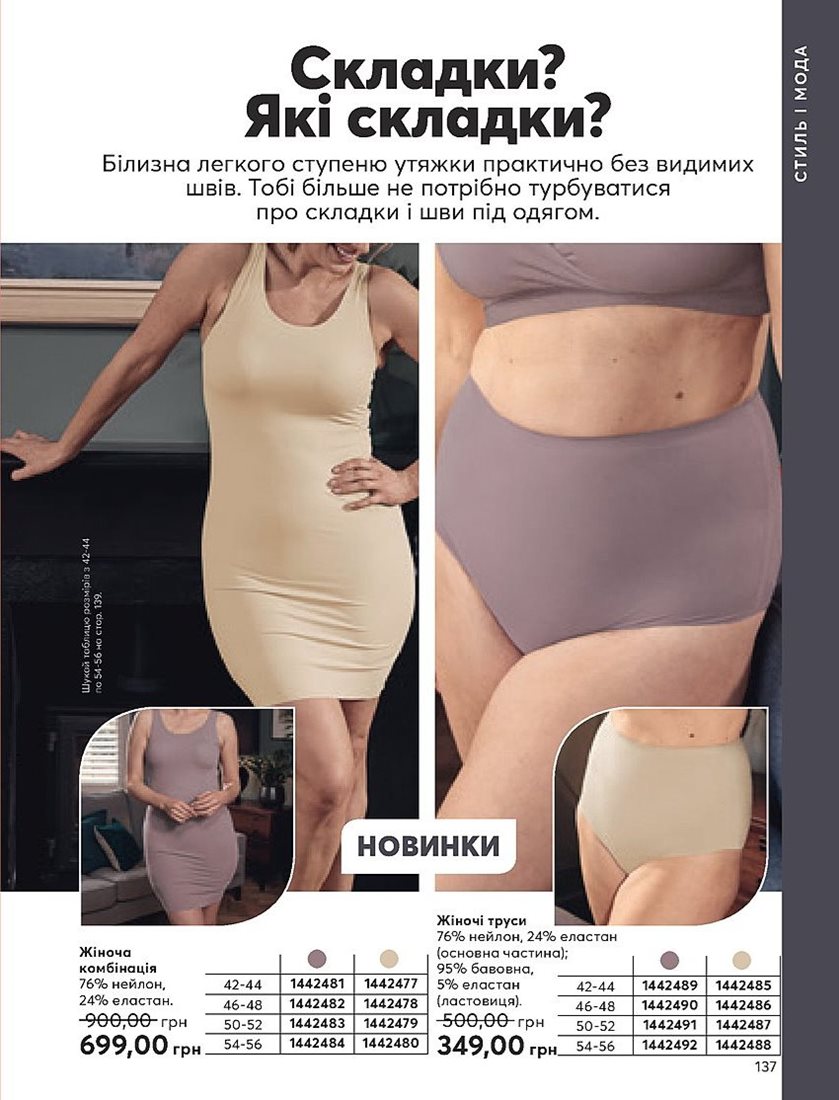 СТИЛЬ І МОДА
Складки?
Які складки?
Білизна легкого ступеню утяжки практично без видимих
швів. Тобі більше не потрібно турбуватися
про складки і шви під одягом.
Шукай таблицю розмірів з 42-44
по 54-56 на стор. 139.
НОВИНКИ
Жіноча
комбінація
76% нейлон,
24% еластан.
900,00 грн
699,00 грн
42-44 1442481 1442477
46-48 1442482 1442478
50-52 1442483 1442479
54-56 1442484 1442480
Жіночі труси
76% нейлон, 24% еластан
(основна частина);
95% бавовна,
5% еластан
(ластовиця).
500,00 грн
349,00 грн
42-44 1442489 1442485
46-48 1442490 1442486
50-52 1442491 1442487
54-56 1442492 1442488
137